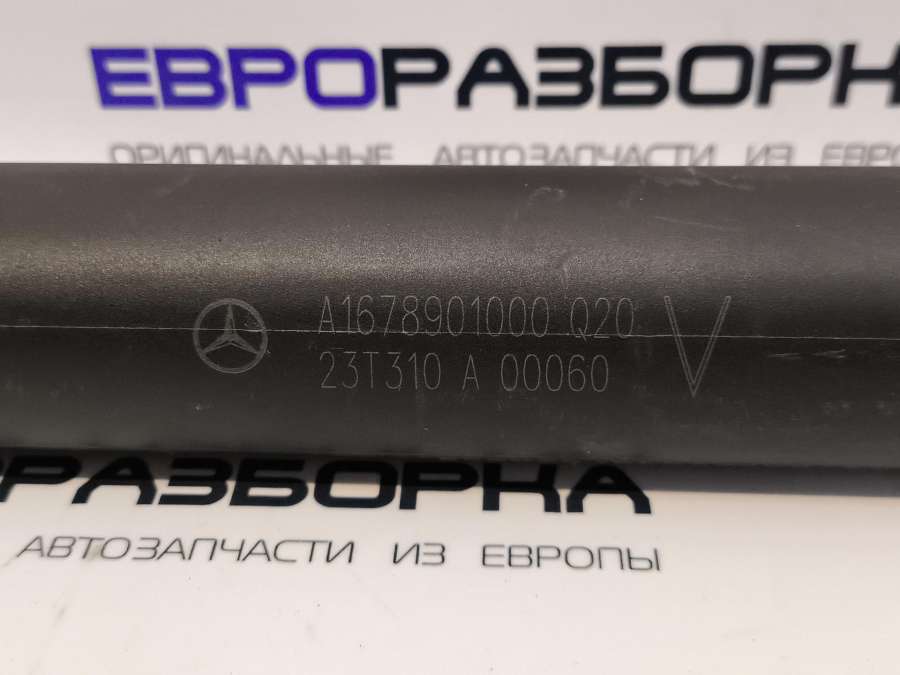 ЕВРОРАЗБОРК
ОРИГИНАЛЬНЫЕ АВТОЗАПЧАСТИ ИЗ ЕВРО
A1678901000 Q20 V
23T310 A 00060
РАЗБОРКА
АВТОЗАПЧАСТИ ИЗ ЕВРОПЫ